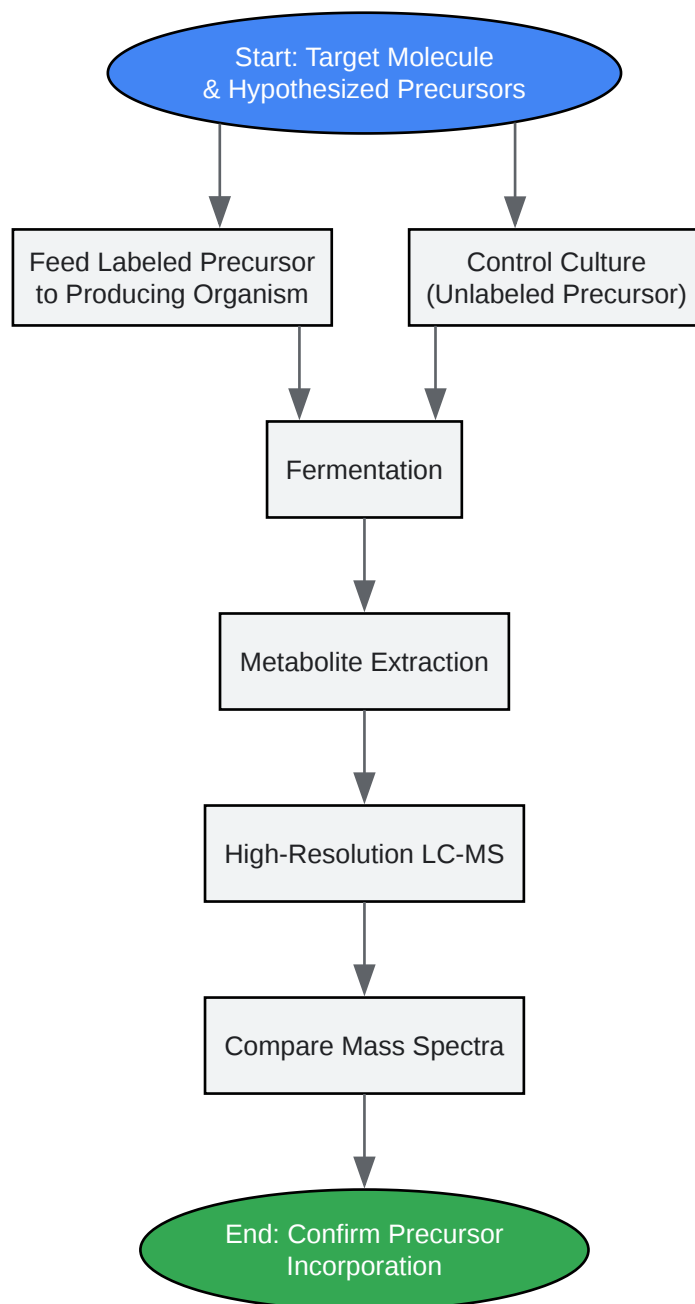 Start: Target Molecule
& Hypothesized Precursors
Feed Labeled Precursor
to Producing Organism
Control Culture
(Unlabeled Precursor)
Fermentation
Metabolite Extraction
High-Resolution LC-MS
Compare Mass Spectra
End: Confirm Precursor
Incorporation